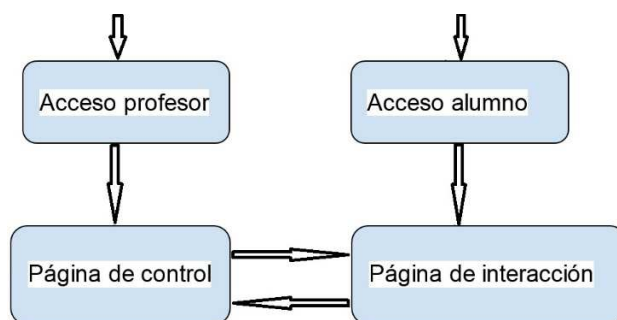 Acceso profesor
Acceso alumno
Página de control
Página de interacción